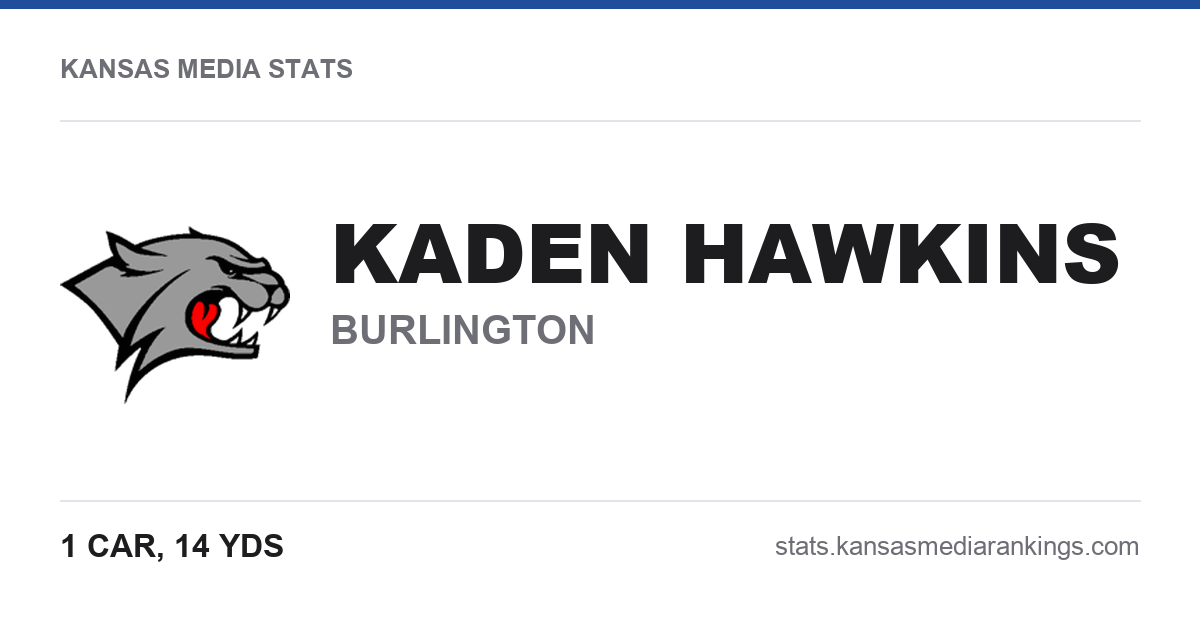 KANSAS MEDIA STATS
KADEN HAWKINS
BURLINGTON
1 CAR, 14 YDS
stats.kansasmediarankings.com